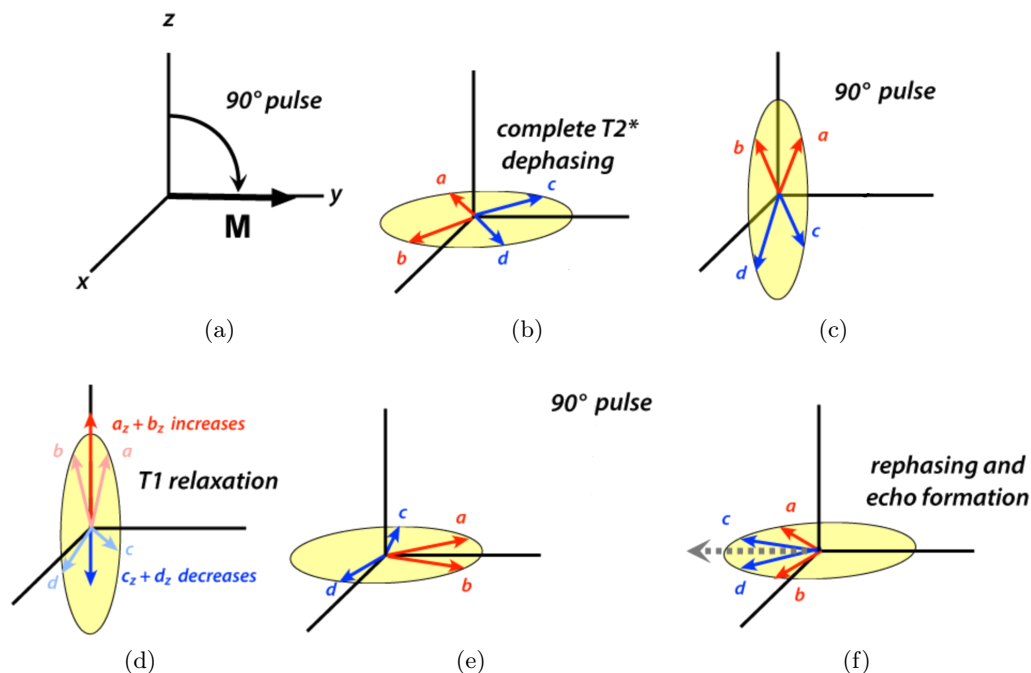 z
90° pulse
y
M
x
(a)
complete T2*
dephasing
a
c
b
d
(b)
90° pulse
b
a
c
d
(c)
a_z + b_z increases
b
a
T1 relaxation
c
d
c_z + d_z decreases
(d)
90° pulse
c
a
d
b
(e)
rephasing and
echo formation
c
a
d
b
(f)